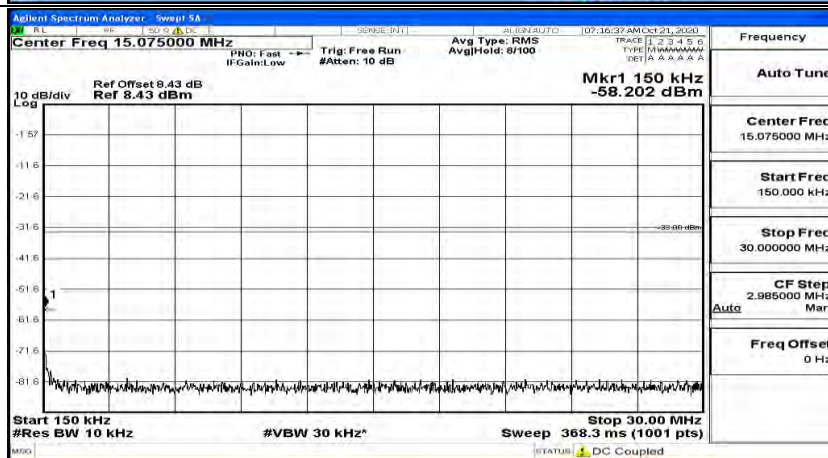 Agilent Spectrum Analyzer - Swept SA
RL RF 50 Ω DC SENSE:INT ALIGN AUTO 07:16:37 AM Oct 21, 2020
Center Freq 15.075000 MHz
PNO: Fast
IFGain:Low
Trig: Free Run
#Atten: 10 dB
Avg Type: RMS
Avg|Hold: 8/100
TRACE 1 2 3 4 5 6
TYPE MWWWWW
DET A A A A A A
Ref Offset 8.43 dB
10 dB/div Ref 8.43 dBm
Log
Mkr1 150 kHz
-58.202 dBm
-1.57
-11.6
-21.6
-31.6
-33.00 dBm
-41.6
-51.6
1
-61.6
-71.6
-81.6
Start 150 kHz
Stop 30.00 MHz
#Res BW 10 kHz
#VBW 30 kHz*
Sweep 368.3 ms (1001 pts)
MSG
STATUS DC Coupled
Frequency
Auto Tune
Center Freq
15.075000 MHz
Start Freq
150.000 kHz
Stop Freq
30.000000 MHz
CF Step
2.985000 MHz
Auto Man
Freq Offset
0 Hz